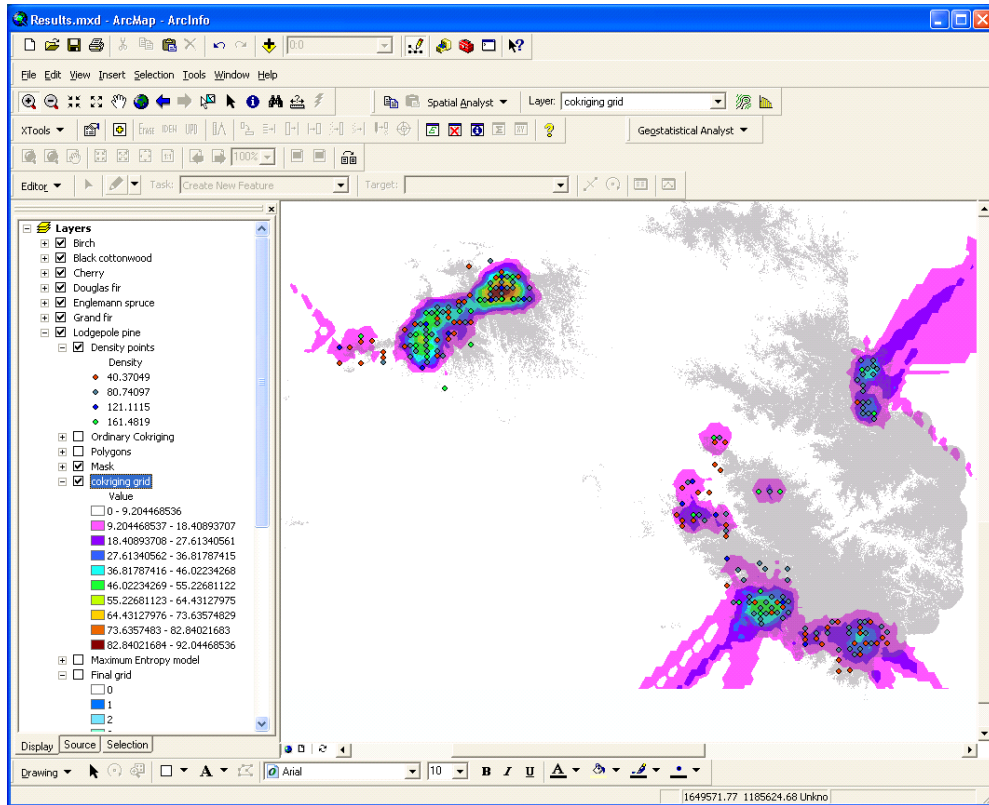 Results.mxd - ArcMap - ArcInfo
0:0
File Edit View Insert Selection Tools Window Help
Spatial Analyst Layer: cokriging grid
XTools ERASE IDEN UPD Geostatistical Analyst
1:1 100%
Editor Task: Create New Feature Target:
Layers
Birch
Black cottonwood
Cherry
Douglas fir
Englemann spruce
Grand fir
Lodgepole pine
Density points
Density
40.37049
80.74097
121.1115
161.4819
Ordinary Cokriging
Polygons
Mask
cokriging grid
Value
0 - 9.204468536
9.204468537 - 18.40893707
18.40893708 - 27.61340561
27.61340562 - 36.81787415
36.81787416 - 46.02234268
46.02234269 - 55.22681122
55.22681123 - 64.43127975
64.43127976 - 73.63574829
73.6357483 - 82.84021683
82.84021684 - 92.04468536
Maximum Entropy model
Final grid
0
1
2
Display Source Selection
Drawing A Arial 10 B I U A
1649571.77 1185624.68 Unkno